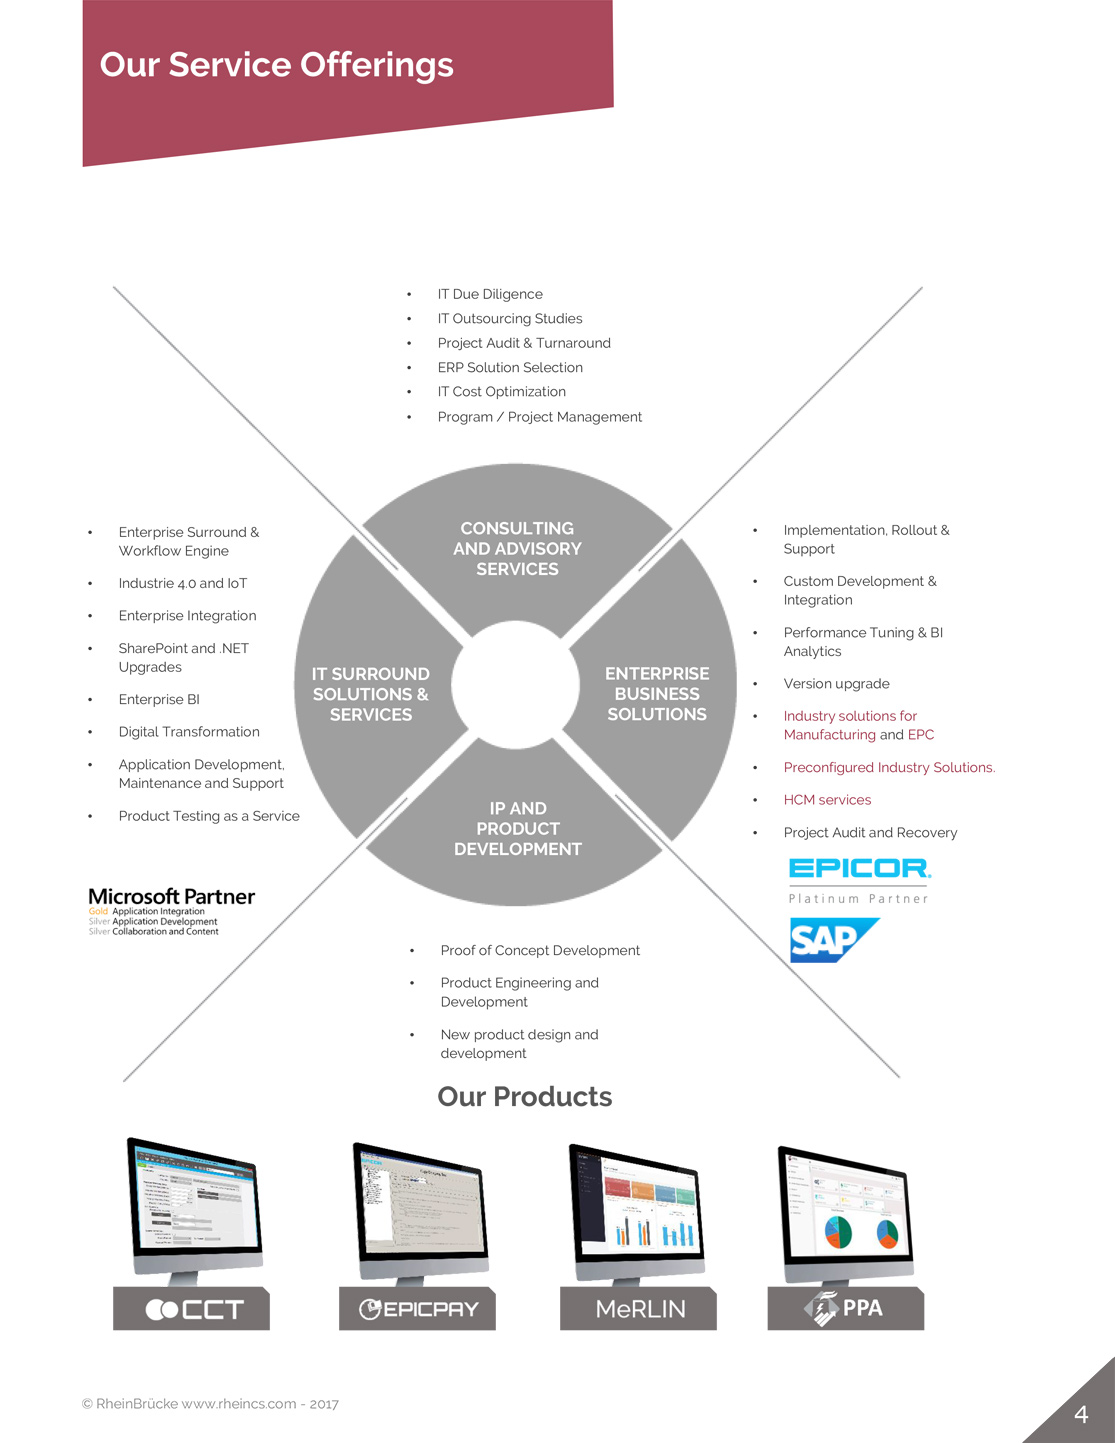 Our Service Offerings
• IT Due Diligence
• IT Outsourcing Studies
• Project Audit & Turnaround
• ERP Solution Selection
• IT Cost Optimization
• Program / Project Management
CONSULTING
AND ADVISORY
SERVICES
• Enterprise Surround &
Workflow Engine
• Industrie 4.0 and IoT
• Enterprise Integration
• SharePoint and .NET
Upgrades
• Enterprise BI
• Digital Transformation
• Application Development,
Maintenance and Support
• Product Testing as a Service
Microsoft Partner
Gold Application Integration
Silver Application Development
Silver Collaboration and Content
IT SURROUND
SOLUTIONS &
SERVICES
ENTERPRISE
BUSINESS
SOLUTIONS
• Implementation, Rollout &
Support
• Custom Development &
Integration
• Performance Tuning & BI
Analytics
• Version upgrade
• Industry solutions for
Manufacturing and EPC
• Preconfigured Industry Solutions.
• HCM services
• Project Audit and Recovery
EPICOR®
Platinum Partner
SAP
IP AND
PRODUCT
DEVELOPMENT
• Proof of Concept Development
• Product Engineering and
Development
• New product design and
development
Our Products
EPICOR
CCT
EPICPAY
MeRLIN
PPA
© RheinBrücke www.rheincs.com - 2017
4